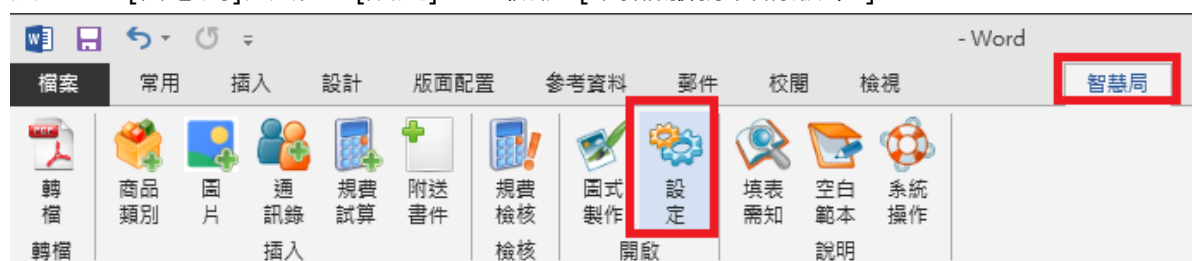 - Word
檔案 常用 插入 設計 版面配置 參考資料 郵件 校閱 檢視 智慧局
轉檔 商品類別 圖片 通訊錄 規費試算 附送書件 規費檢核 圖式製作 設定 填表需知 空白範本 系統操作
轉檔 插入 檢核 開啟 說明